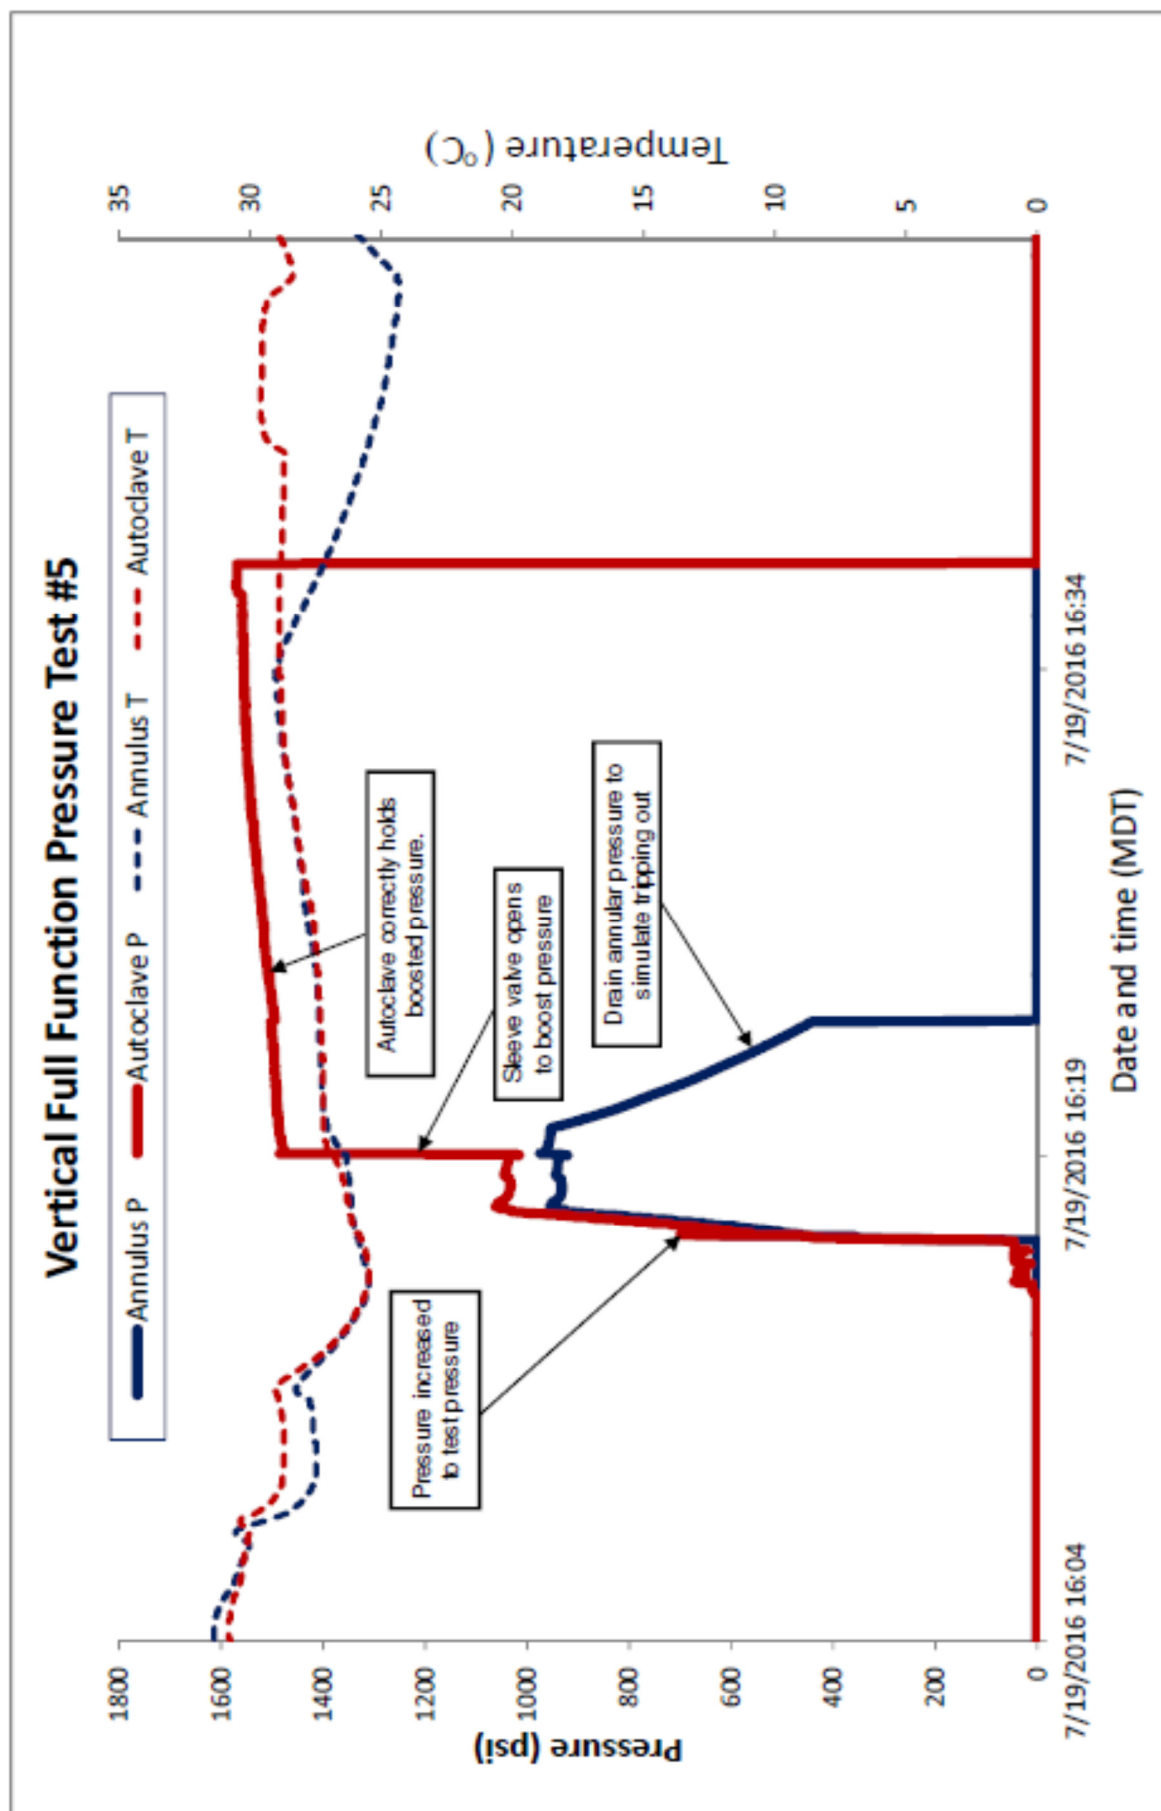 Vertical Full Function Pressure Test #5
Annulus P Autoclave P Annulus T Autoclave T
1800
1600
1400
1200
1000
800
600
400
200
0
Pressure (psi)
35
30
25
20
15
10
5
0
Temperature (°C)
Autoclave correctly holds
boosted pressure.
Sleeve valve opens
to boost pressure
Drain annular pressure to
simulate tripping out
Pressure increased
to test pressure
7/19/2016 16:04
7/19/2016 16:19
7/19/2016 16:34
Date and time (MDT)